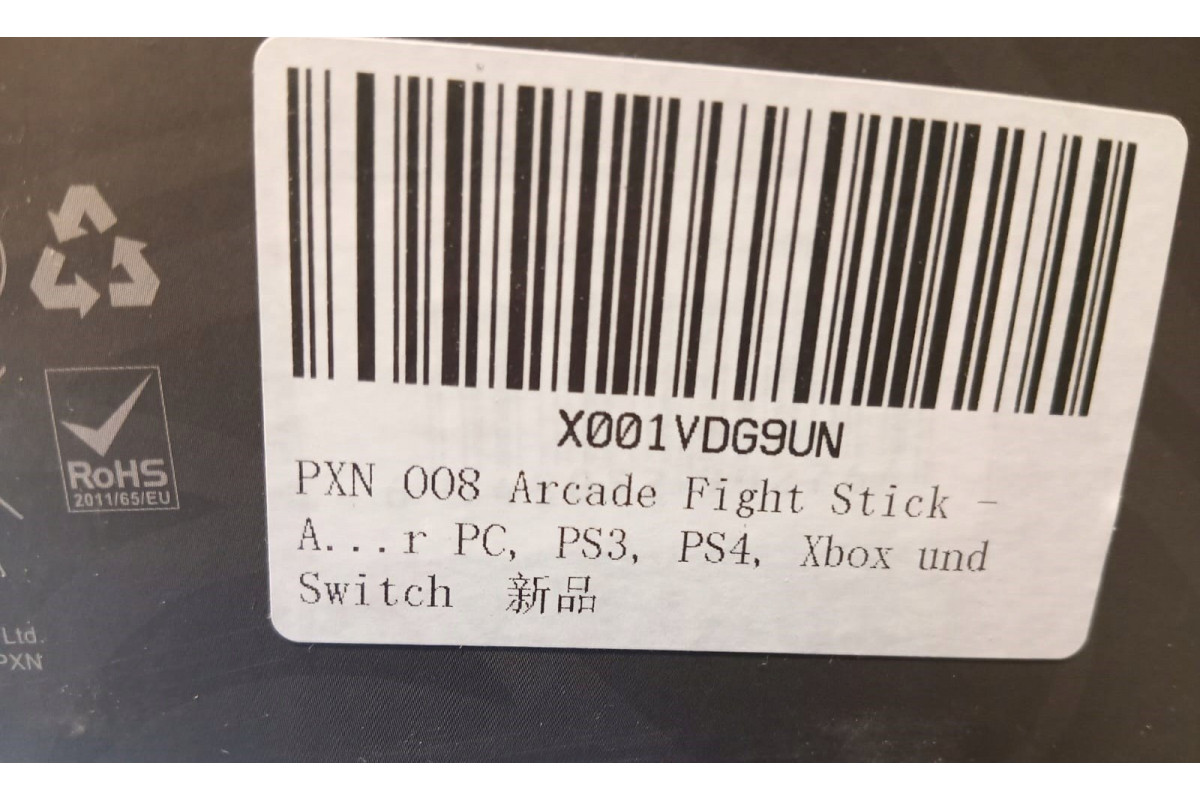 X001VDG9UN
PXN 008 Arcade Fight Stick -
A...r PC, PS3, PS4, Xbox und
Switch 新品
RoHS
2011/65/EU
Ltd.
PXN